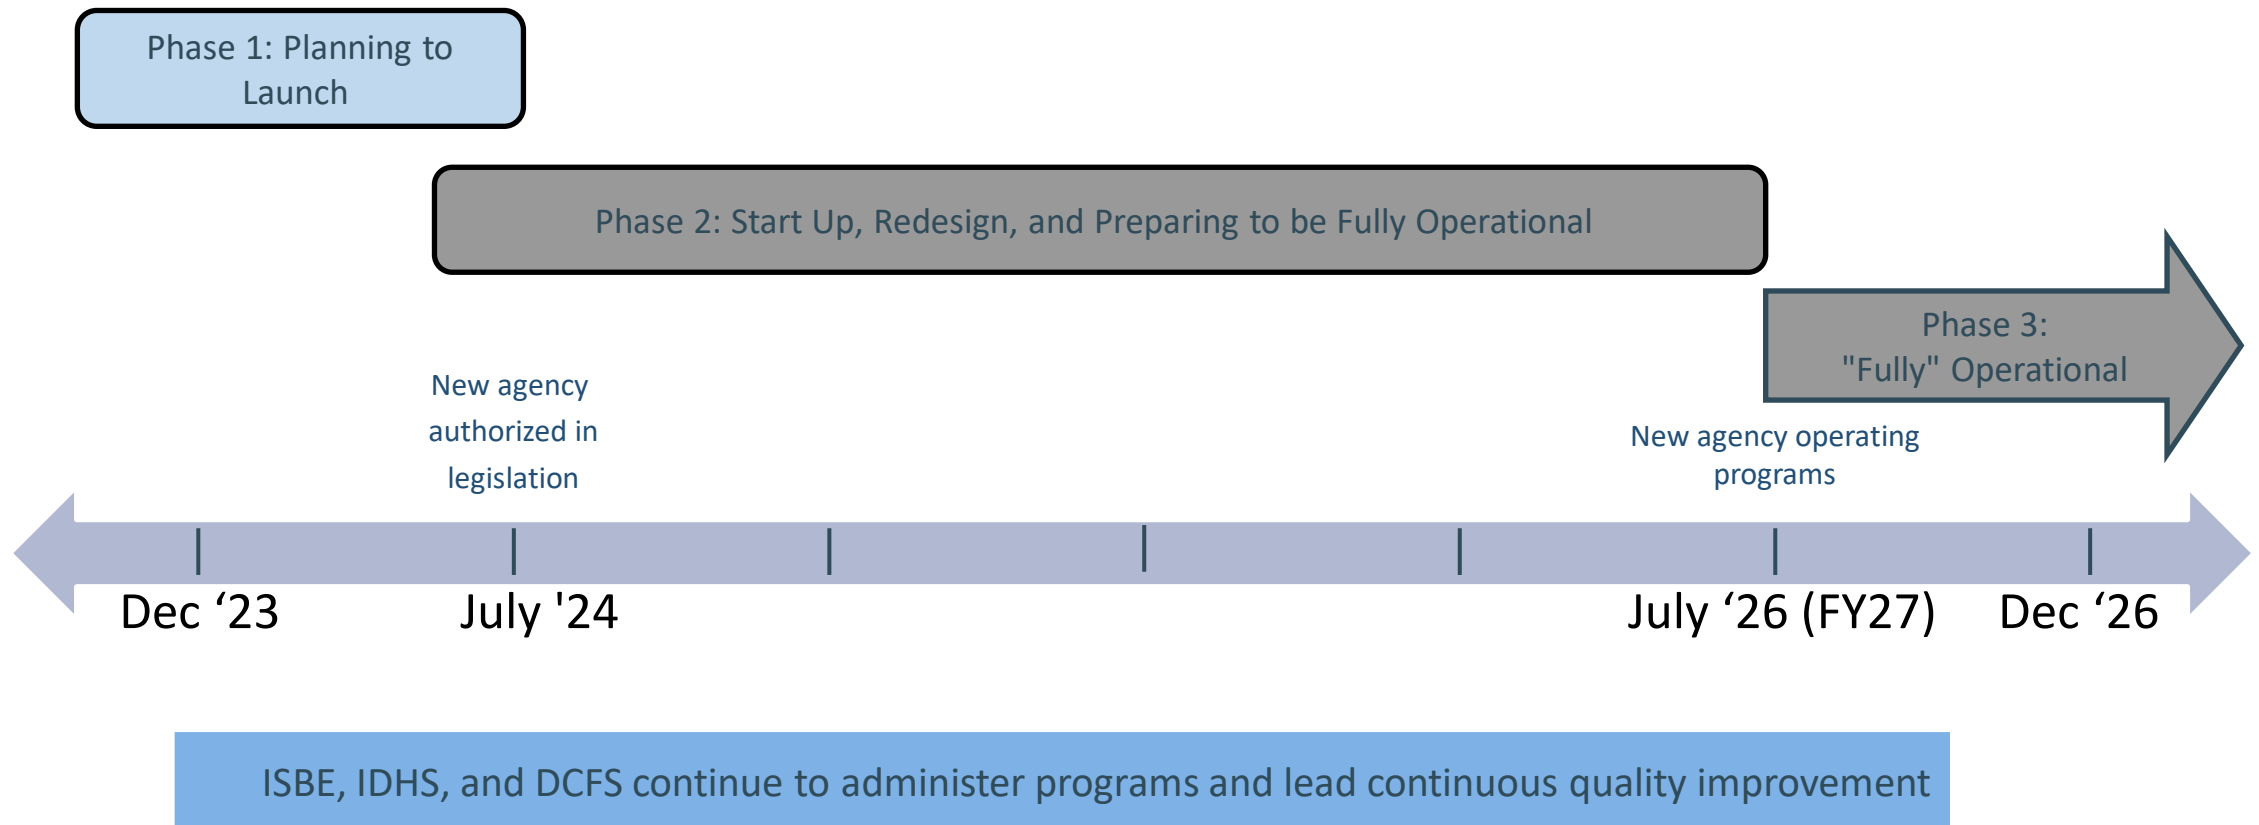 Phase 1: Planning to
Launch
Phase 2: Start Up, Redesign, and Preparing to be Fully Operational
Phase 3:
"Fully" Operational
New agency
authorized in
legislation
New agency operating
programs
Dec ‘23
July '24
July ‘26 (FY27)
Dec ‘26
ISBE, IDHS, and DCFS continue to administer programs and lead continuous quality improvement